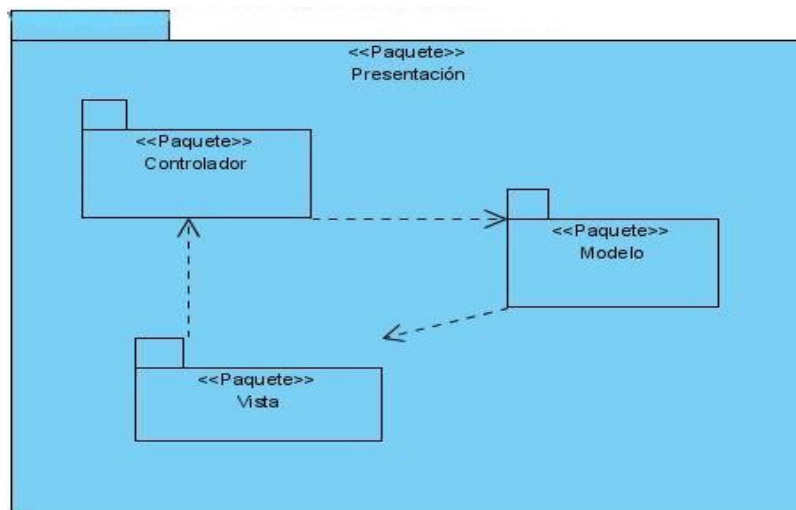 <<Paquete>>
Presentación
<<Paquete>>
Controlador
<<Paquete>>
Modelo
<<Paquete>>
Vista